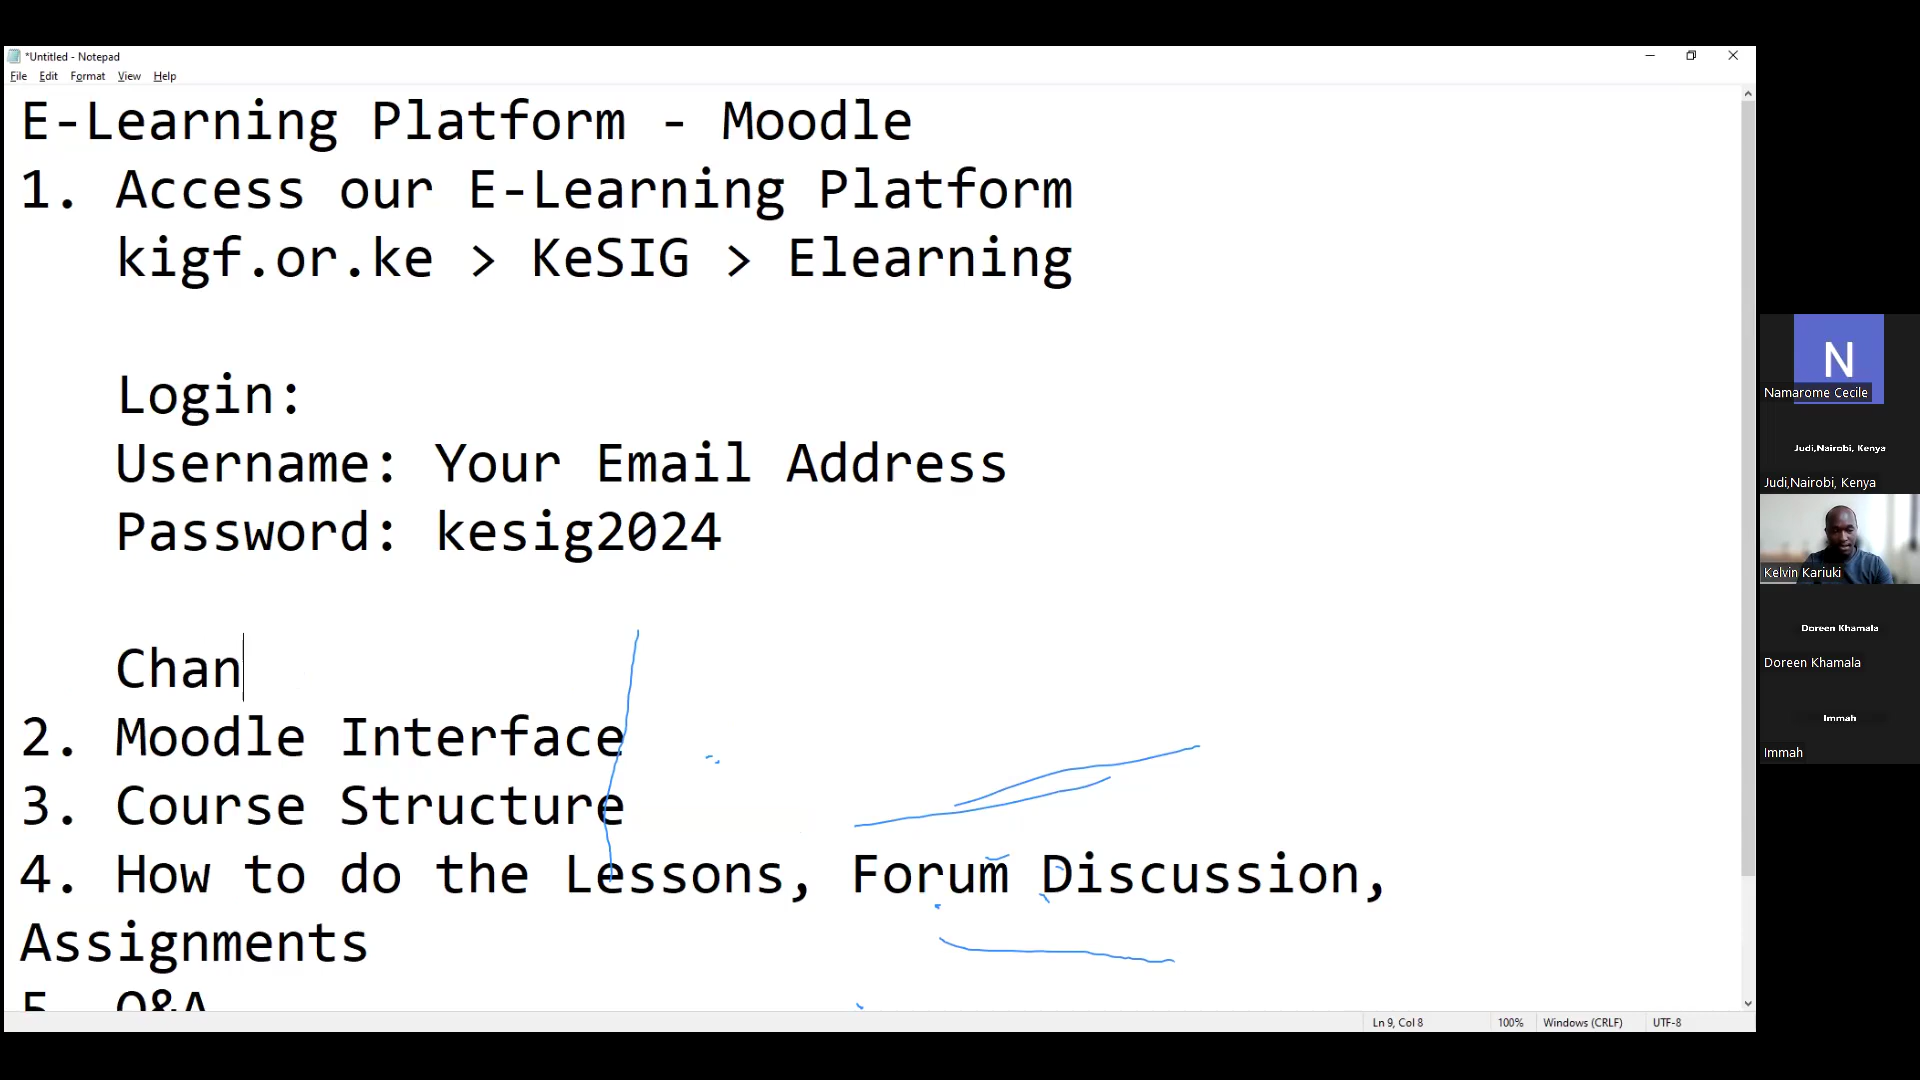 *Untitled - Notepad
File Edit Format View Help
E-Learning Platform - Moodle
1. Access our E-Learning Platform
kigf.or.ke > KeSIG > Elearning
Login:
Username: Your Email Address
Password: kesig2024
Chan
2. Moodle Interface
3. Course Structure
4. How to do the Lessons, Forum Discussion,
Assignments
5. Q&A
Ln 9, Col 8 100% Windows (CRLF) UTF-8
N
Namarome Cecile
Judi,Nairobi, Kenya
Judi,Nairobi, Kenya
Kelvin Kariuki
Doreen Khamala
Doreen Khamala
Immah
Immah